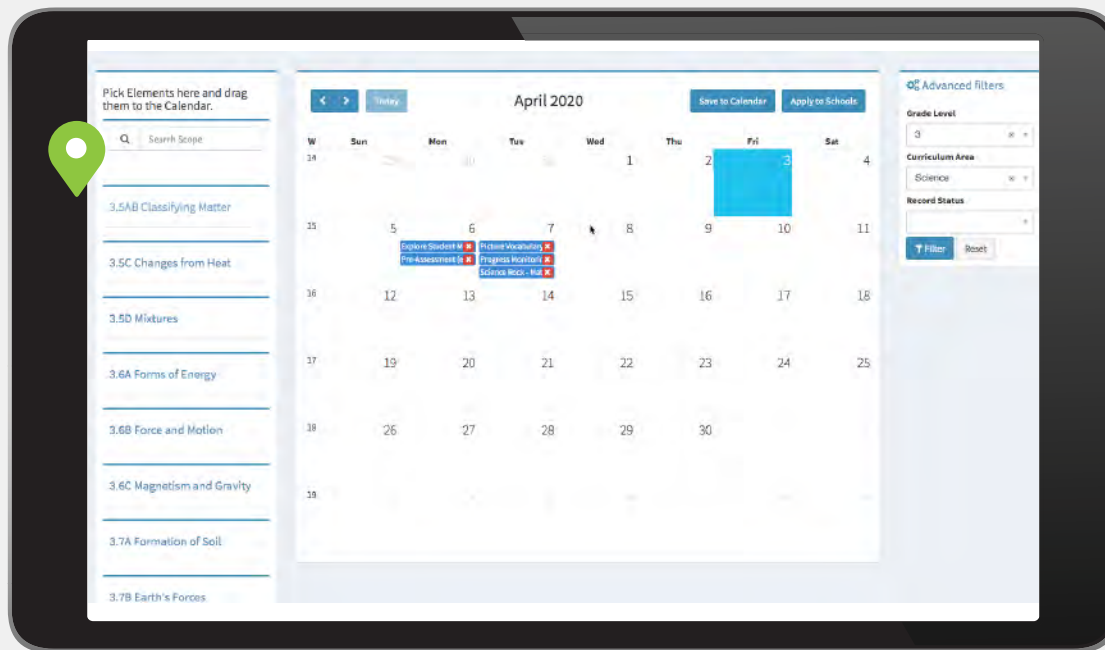 Pick Elements here and drag
them to the Calendar.
Search Scope
3.5AB Classifying Matter
3.5C Changes from Heat
3.5D Mixtures
3.6A Forms of Energy
3.6B Force and Motion
3.6C Magnetism and Gravity
3.7A Formation of Soil
3.7B Earth's Forces
< > Today
April 2020
Save to Calendar Apply to Schools
W Sun Mon Tue Wed Thu Fri Sat
14 29 30 31 1 2 3 4
15 5 6 7 8 9 10 11
Explore Student M Picture Vocabulary
Pre-Assessment (e Progress Monitorin
Science Rock - Mat
16 12 13 14 15 16 17 18
17 19 20 21 22 23 24 25
18 26 27 28 29 30
19
Advanced filters
Grade Level
3
Curriculum Area
Science
Record Status
Filter Reset